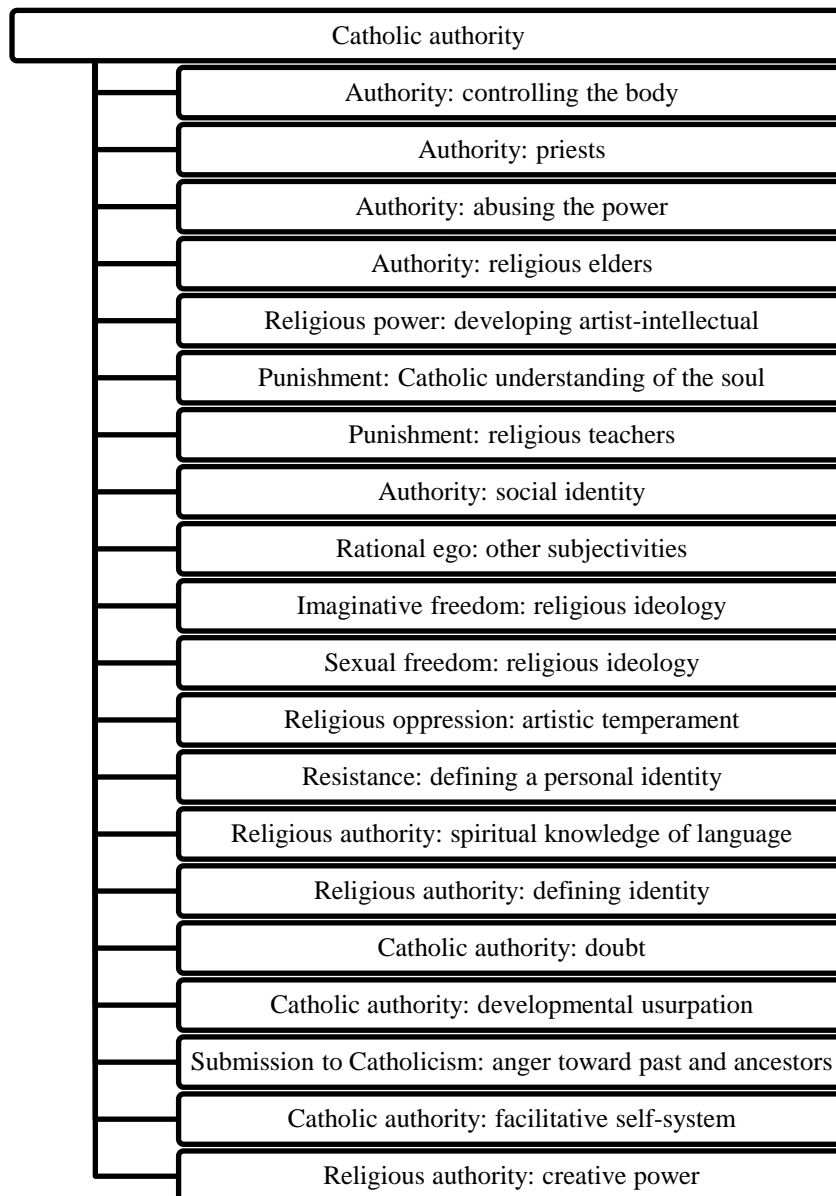 Catholic authority
Authority: controlling the body
Authority: priests
Authority: abusing the power
Authority: religious elders
Religious power: developing artist-intellectual
Punishment: Catholic understanding of the soul
Punishment: religious teachers
Authority: social identity
Rational ego: other subjectivities
Imaginative freedom: religious ideology
Sexual freedom: religious ideology
Religious oppression: artistic temperament
Resistance: defining a personal identity
Religious authority: spiritual knowledge of language
Religious authority: defining identity
Catholic authority: doubt
Catholic authority: developmental usurpation
Submission to Catholicism: anger toward past and ancestors
Catholic authority: facilitative self-system
Religious authority: creative power